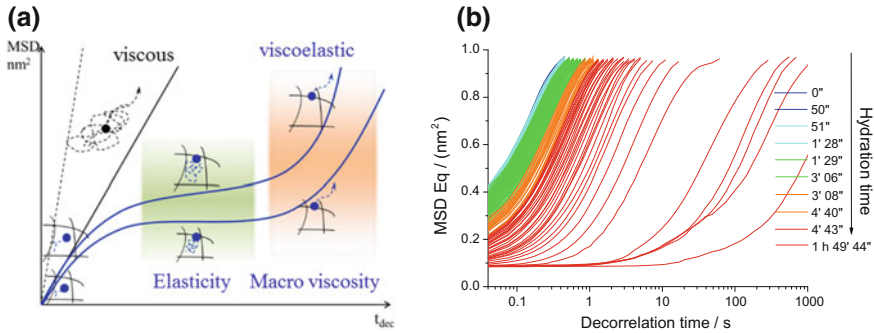 (a)
MSD
nm²
viscous
viscoelastic
Elasticity
Macro viscosity
t_dec
(b)
MSD Eq / (nm²)
1.0
0.8
0.6
0.4
0.2
0.0
0.1
1
10
100
1000
Decorrelation time / s
0"
50"
51"
1' 28"
1' 29"
3' 06"
3' 08"
4' 40"
4' 43"
1 h 49' 44"
Hydration time